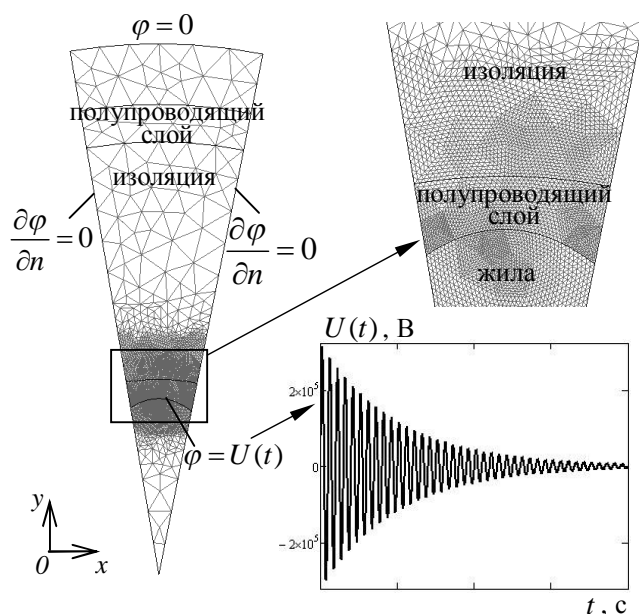 φ=0
полупроводящий
слой
изоляция
∂φ/∂n=0
∂φ/∂n=0
φ=U(t)
y
0
x
изоляция
полупроводящий
слой
жила
U(t), В
2×10⁵
0
−2×10⁵
t, с